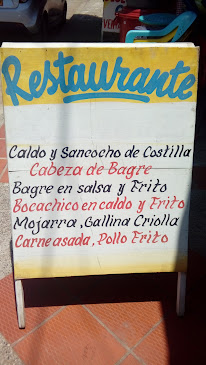 Restaurante
Caldo y Sancocho de Costilla
Cabeza de Bagre
Bagre en salsa y Frito
Bocachico en caldo y Frito
Mojarra, Gallina Criolla
Carne asada, Pollo Frito